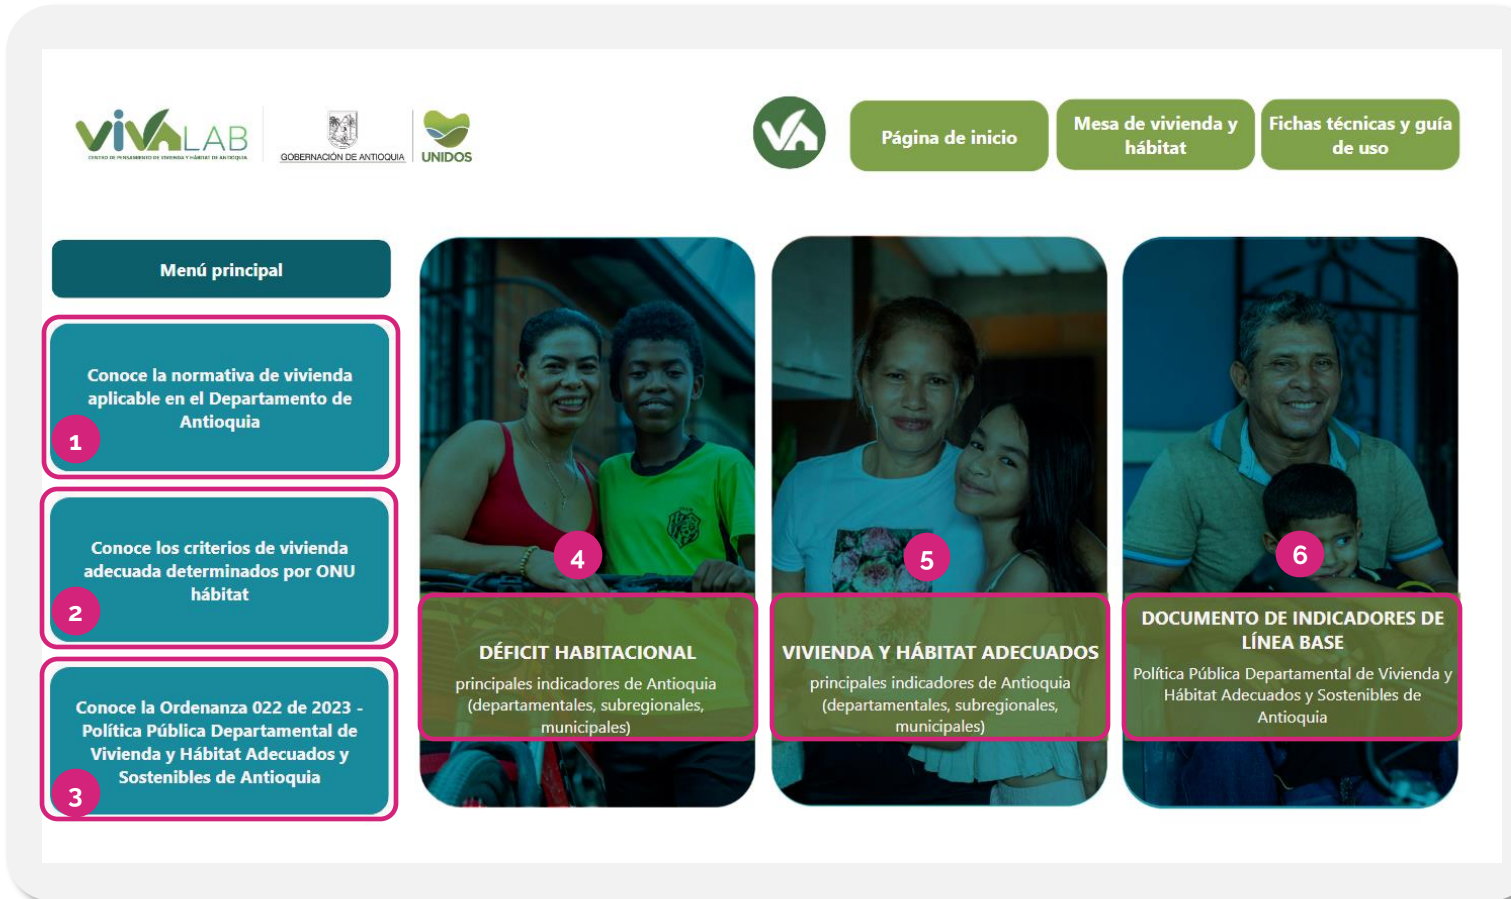 VIVA LAB
CENTRO DE PENSAMIENTO DE VIVIENDA Y HÁBITAT DE ANTIOQUIA
GOBERNACIÓN DE ANTIOQUIA
UNIDOS
Página de inicio
Mesa de vivienda y
hábitat
Fichas técnicas y guía
de uso
Menú principal
Conoce la normativa de vivienda
aplicable en el Departamento de
Antioquia
1
Conoce los criterios de vivienda
adecuada determinados por ONU
hábitat
2
Conoce la Ordenanza 022 de 2023 -
Política Pública Departamental de
Vivienda y Hábitat Adecuados y
Sostenibles de Antioquia
3
4
DÉFICIT HABITACIONAL
principales indicadores de Antioquia
(departamentales, subregionales,
municipales)
5
VIVIENDA Y HÁBITAT ADECUADOS
principales indicadores de Antioquia
(departamentales, subregionales,
municipales)
6
DOCUMENTO DE INDICADORES DE
LÍNEA BASE
Política Pública Departamental de Vivienda y
Hábitat Adecuados y Sostenibles de
Antioquia